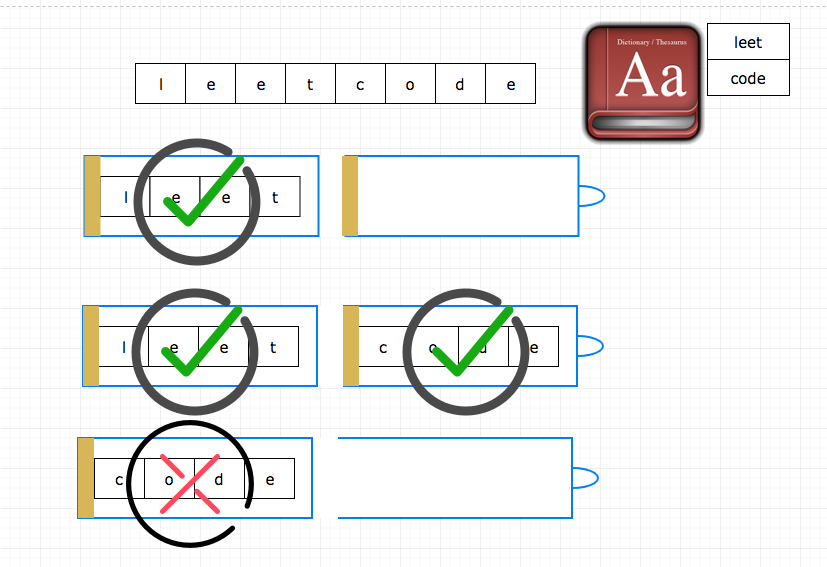 Dictionary / Thesaurus
Aa
leet
code
l e e t c o d e
l e e t
l e e t c o d e
c o d e